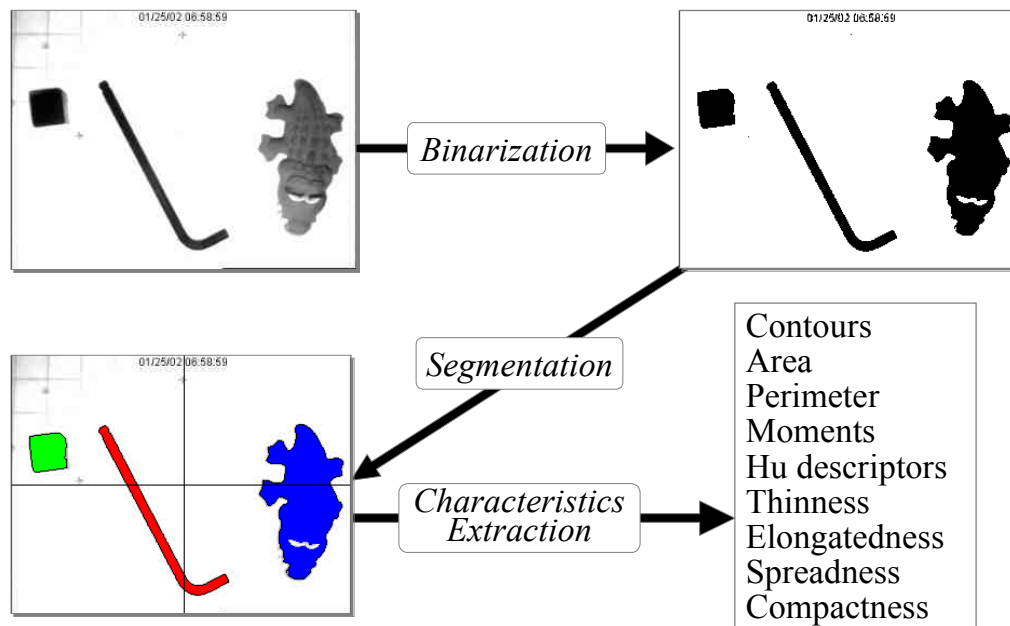 01/25/02 06:58:59
01/25/02 06:58:59
Binarization
Segmentation
01/25/02 06:58:59
Characteristics
Extraction
Contours
Area
Perimeter
Moments
Hu descriptors
Thinness
Elongatedness
Spreadness
Compactness